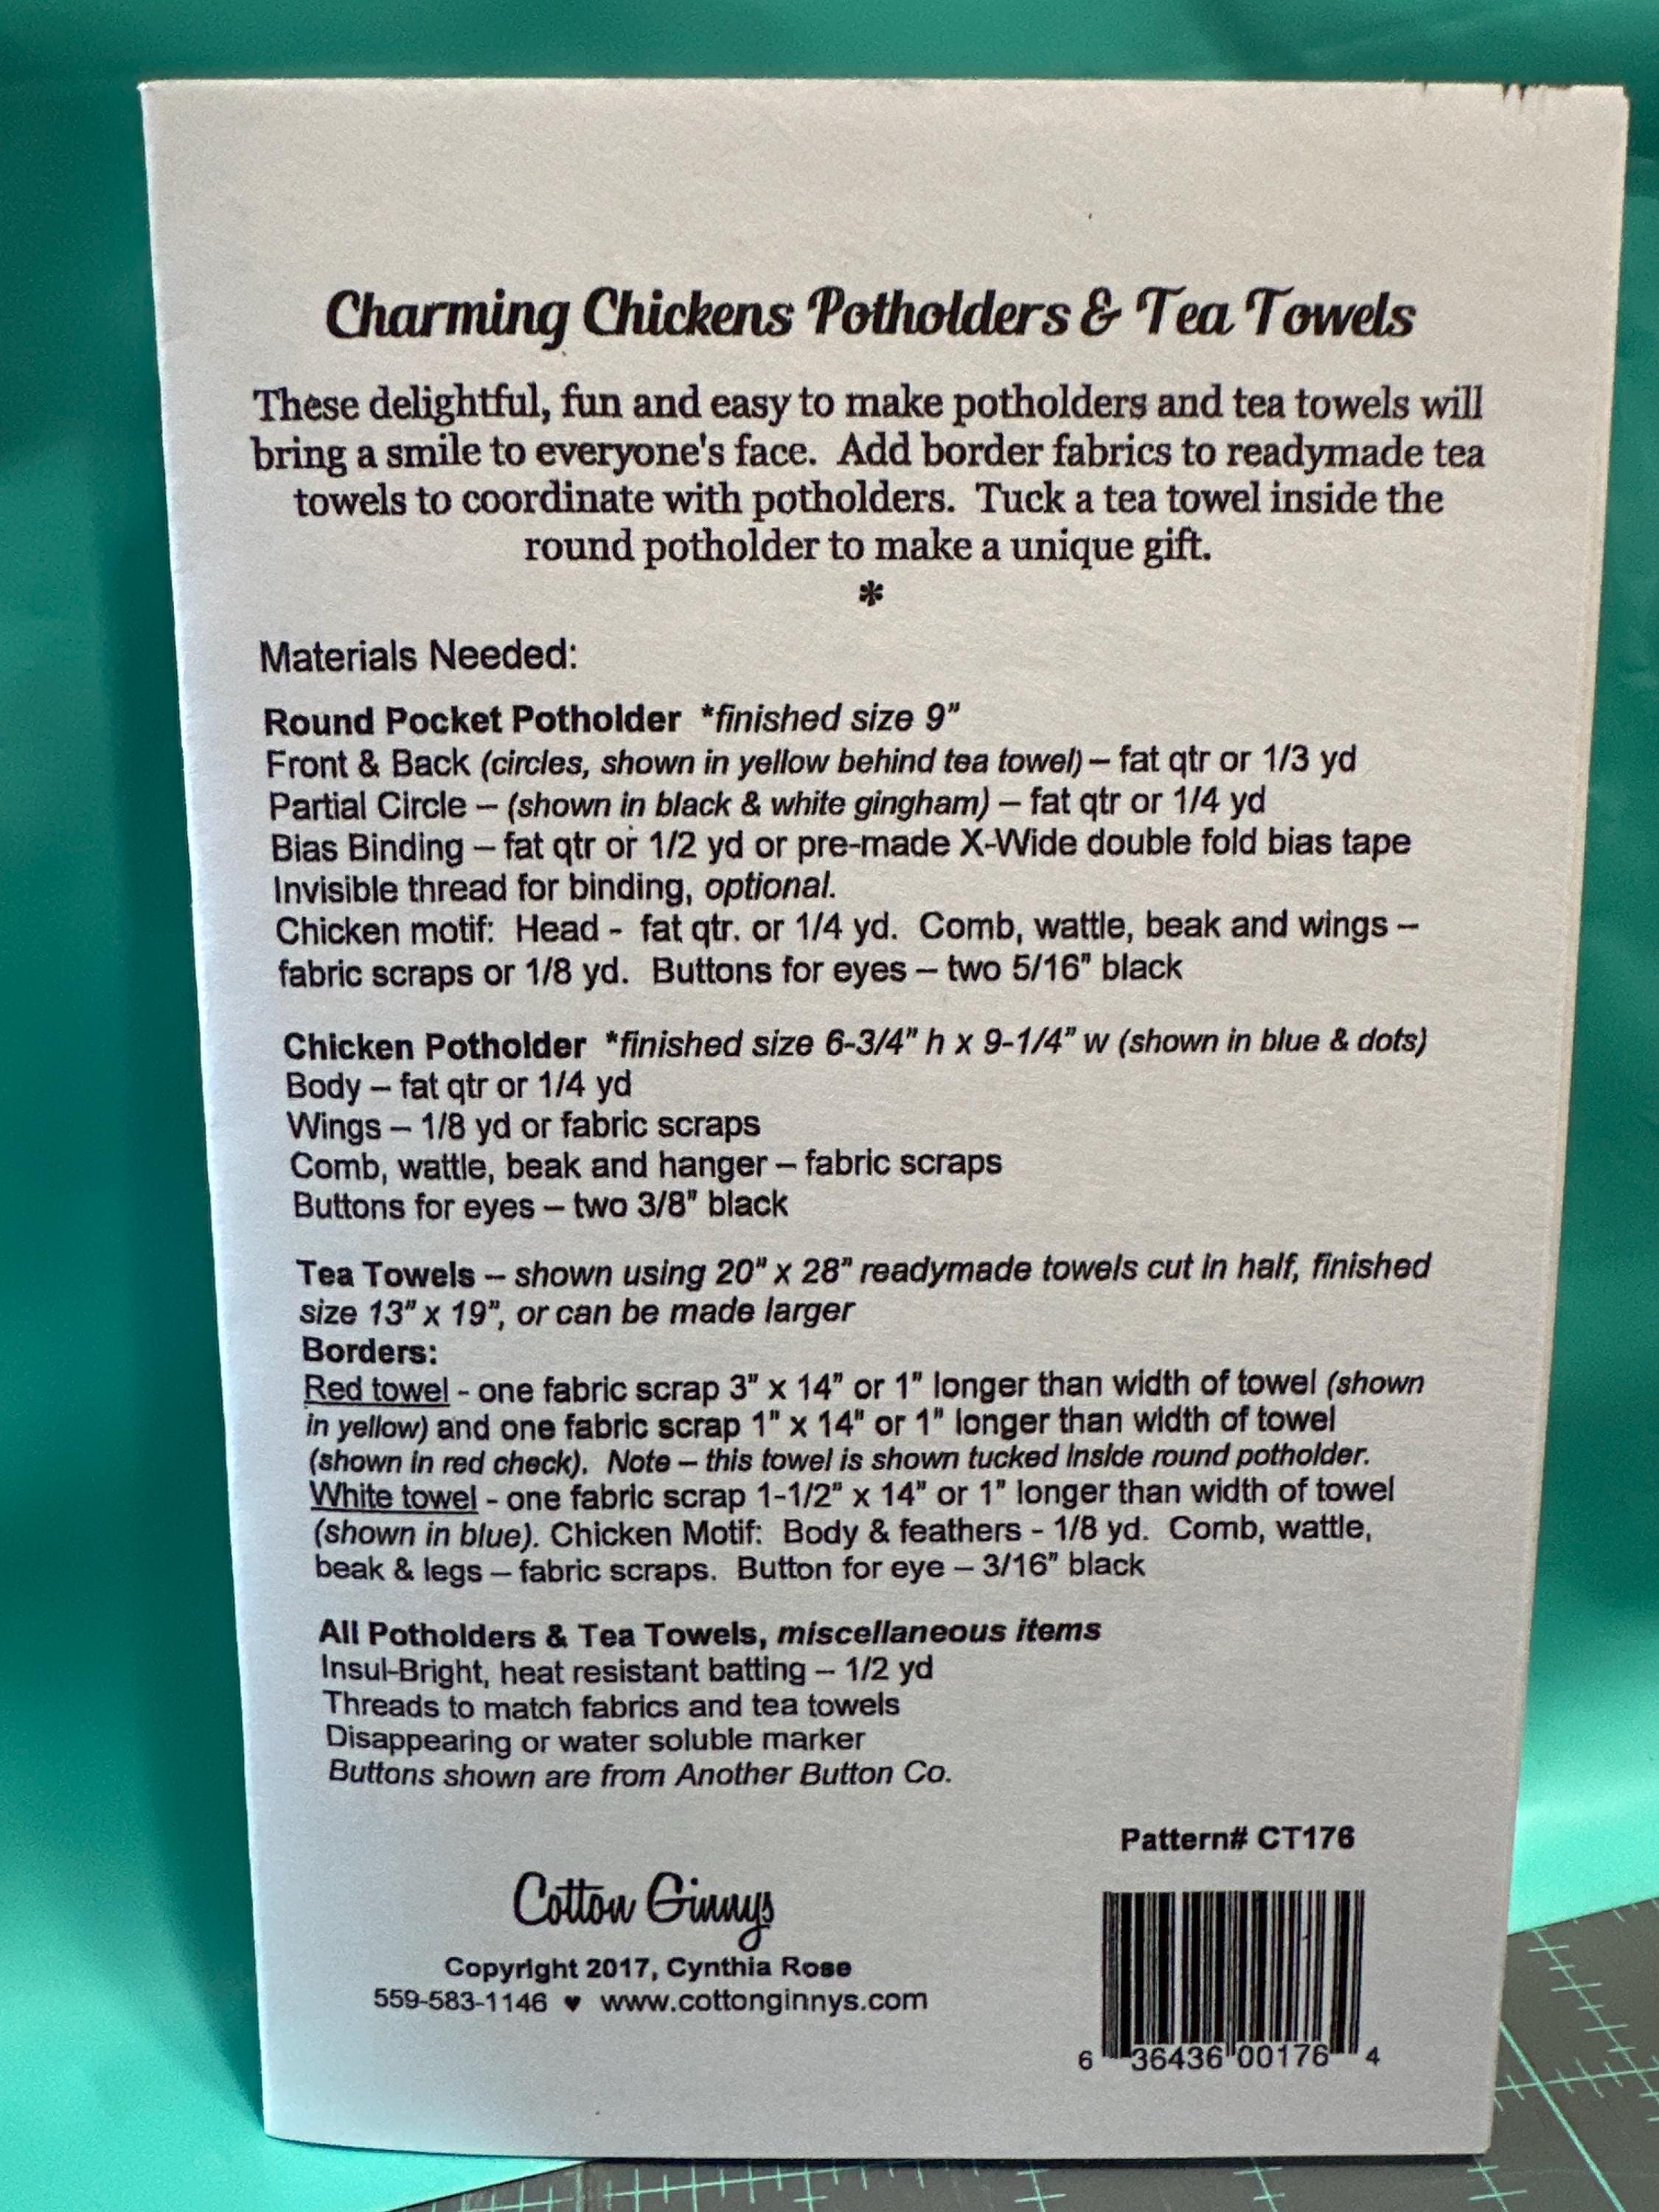 Charming Chickens Potholders & Tea Towels
These delightful, fun and easy to make potholders and tea towels will
bring a smile to everyone's face.  Add border fabrics to readymade tea
towels to coordinate with potholders.  Tuck a tea towel inside the
round potholder to make a unique gift.
*
Materials Needed:
Round Pocket Potholder  *finished size 9"
Front & Back (circles, shown in yellow behind tea towel) – fat qtr or 1/3 yd
Partial Circle – (shown in black & white gingham) – fat qtr or 1/4 yd
Bias Binding – fat qtr or 1/2 yd or pre-made X-Wide double fold bias tape
Invisible thread for binding, optional.
Chicken motif:  Head -  fat qtr. or 1/4 yd.  Comb, wattle, beak and wings –
fabric scraps or 1/8 yd.  Buttons for eyes – two 5/16" black
Chicken Potholder  *finished size 6-3/4" h x 9-1/4" w (shown in blue & dots)
Body – fat qtr or 1/4 yd
Wings – 1/8 yd or fabric scraps
Comb, wattle, beak and hanger – fabric scraps
Buttons for eyes – two 3/8" black
Tea Towels – shown using 20" x 28" readymade towels cut in half, finished
size 13" x 19", or can be made larger
Borders:
Red towel - one fabric scrap 3" x 14" or 1" longer than width of towel (shown
in yellow) and one fabric scrap 1" x 14" or 1" longer than width of towel
(shown in red check).  Note – this towel is shown tucked inside round potholder.
White towel - one fabric scrap 1-1/2" x 14" or 1" longer than width of towel
(shown in blue). Chicken Motif:  Body & feathers - 1/8 yd.  Comb, wattle,
beak & legs – fabric scraps.  Button for eye – 3/16" black
All Potholders & Tea Towels, miscellaneous items
Insul-Bright, heat resistant batting – 1/2 yd
Threads to match fabrics and tea towels
Disappearing or water soluble marker
Buttons shown are from Another Button Co.
Pattern# CT176
Cotton Ginnys
Copyright 2017, Cynthia Rose
559-583-1146 ♥ www.cottonginnys.com
6 36436 00176 4